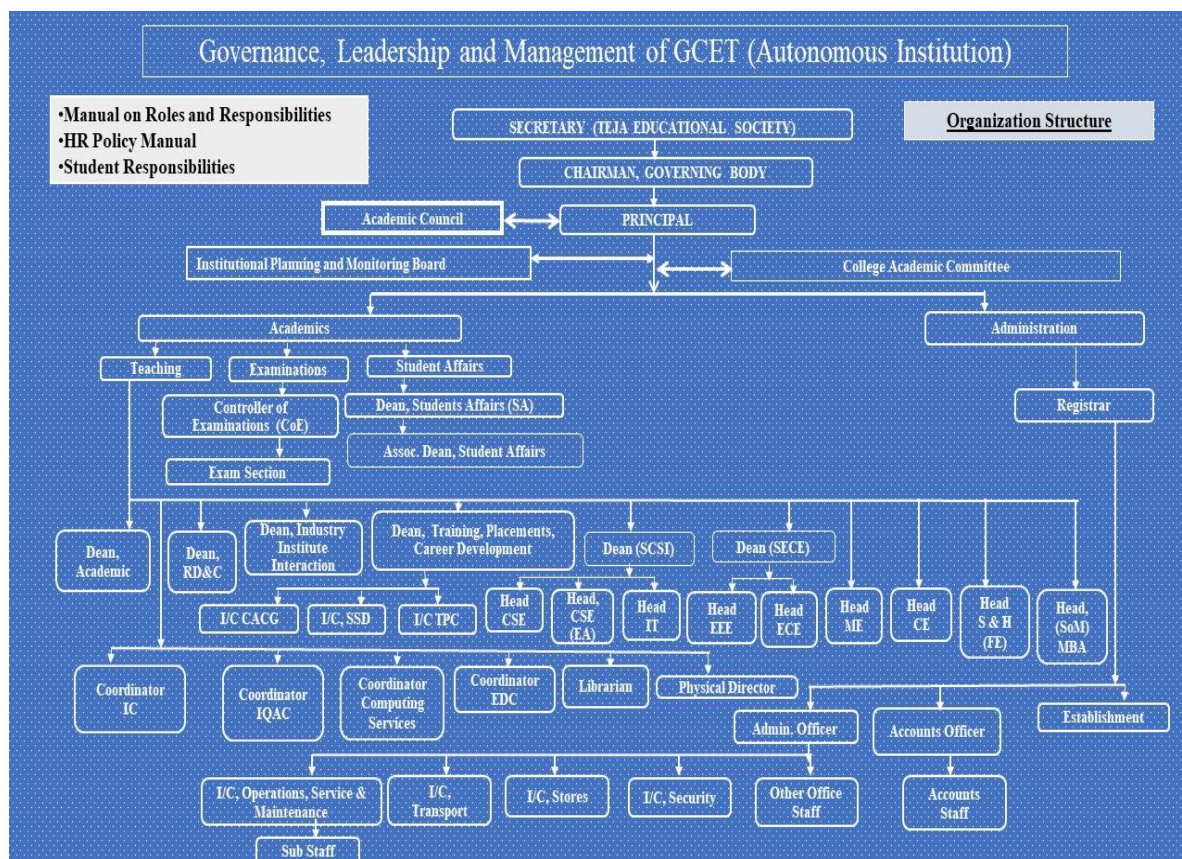 Governance, Leadership and Management of GCET (Autonomous Institution)
•Manual on Roles and Responsibilities
•HR Policy Manual
•Student Responsibilities
Organization Structure
SECRETARY (TEJA EDUCATIONAL SOCIETY)
CHAIRMAN, GOVERNING BODY
Academic Council
PRINCIPAL
Institutional Planning and Monitoring Board
College Academic Committee
Academics
Administration
Teaching
Examinations
Student Affairs
Controller of
Examinations (CoE)
Dean, Students Affairs (SA)
Registrar
Assoc. Dean, Student Affairs
Exam Section
Dean,
Academic
Dean,
RD&C
Dean, Industry
Institute
Interaction
Dean, Training, Placements,
Career Development
Dean (SCSI)
Dean (SECE)
I/C CACG
I/C, SSD
I/C TPC
Head
CSE
Head,
CSE
(EA)
Head
IT
Head
EEE
Head
ECE
Head
ME
Head
CE
Head
S & H
(FE)
Head,
(SoM)
MBA
Coordinator
IC
Coordinator
IQAC
Coordinator
Computing
Services
Coordinator
EDC
Librarian
Physical Director
Admin. Officer
Accounts Officer
Establishment
I/C, Operations, Service &
Maintenance
I/C,
Transport
I/C, Stores
I/C, Security
Other Office
Staff
Accounts
Staff
Sub Staff